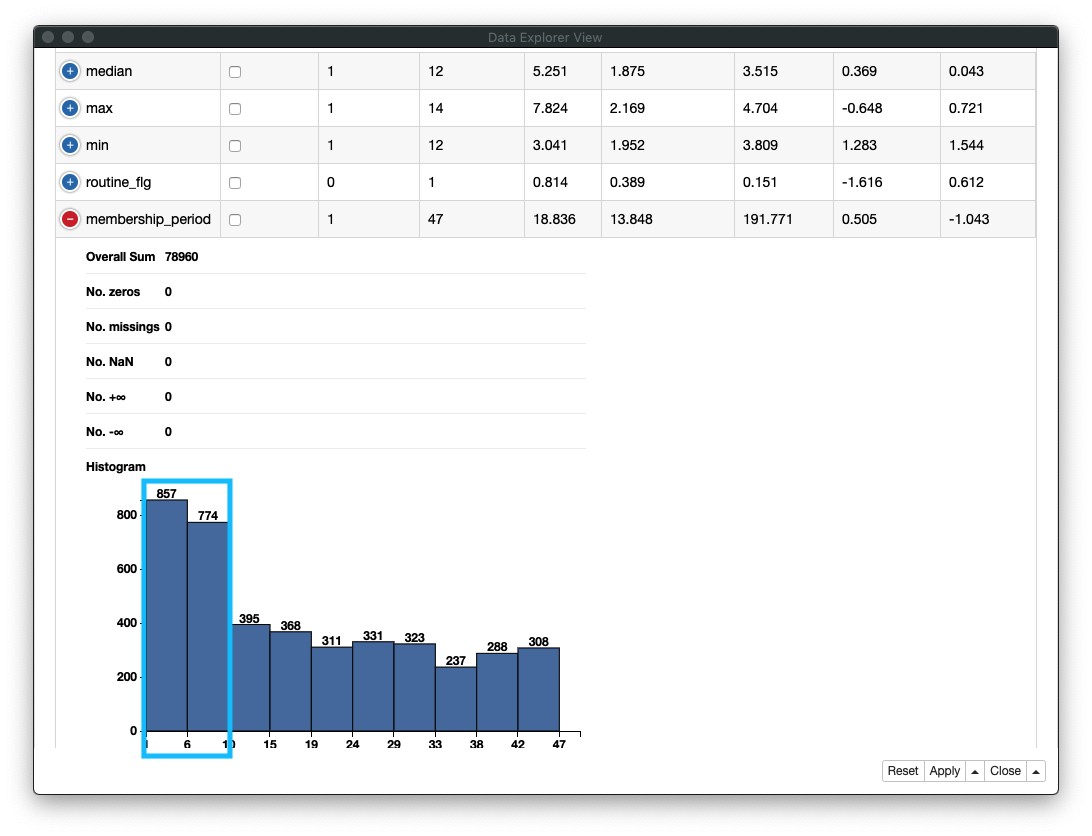 Data Explorer View
median 1 12 5.251 1.875 3.515 0.369 0.043
max 1 14 7.824 2.169 4.704 -0.648 0.721
min 1 12 3.041 1.952 3.809 1.283 1.544
routine_flg 0 1 0.814 0.389 0.151 -1.616 0.612
membership_period 1 47 18.836 13.848 191.771 0.505 -1.043
Overall Sum 78960
No. zeros 0
No. missings 0
No. NaN 0
No. +∞ 0
No. -∞ 0
Histogram
857
774
395
368
311
331
323
237
288
308
800
600
400
200
0
1 6 10 15 19 24 29 33 38 42 47
Reset Apply Close